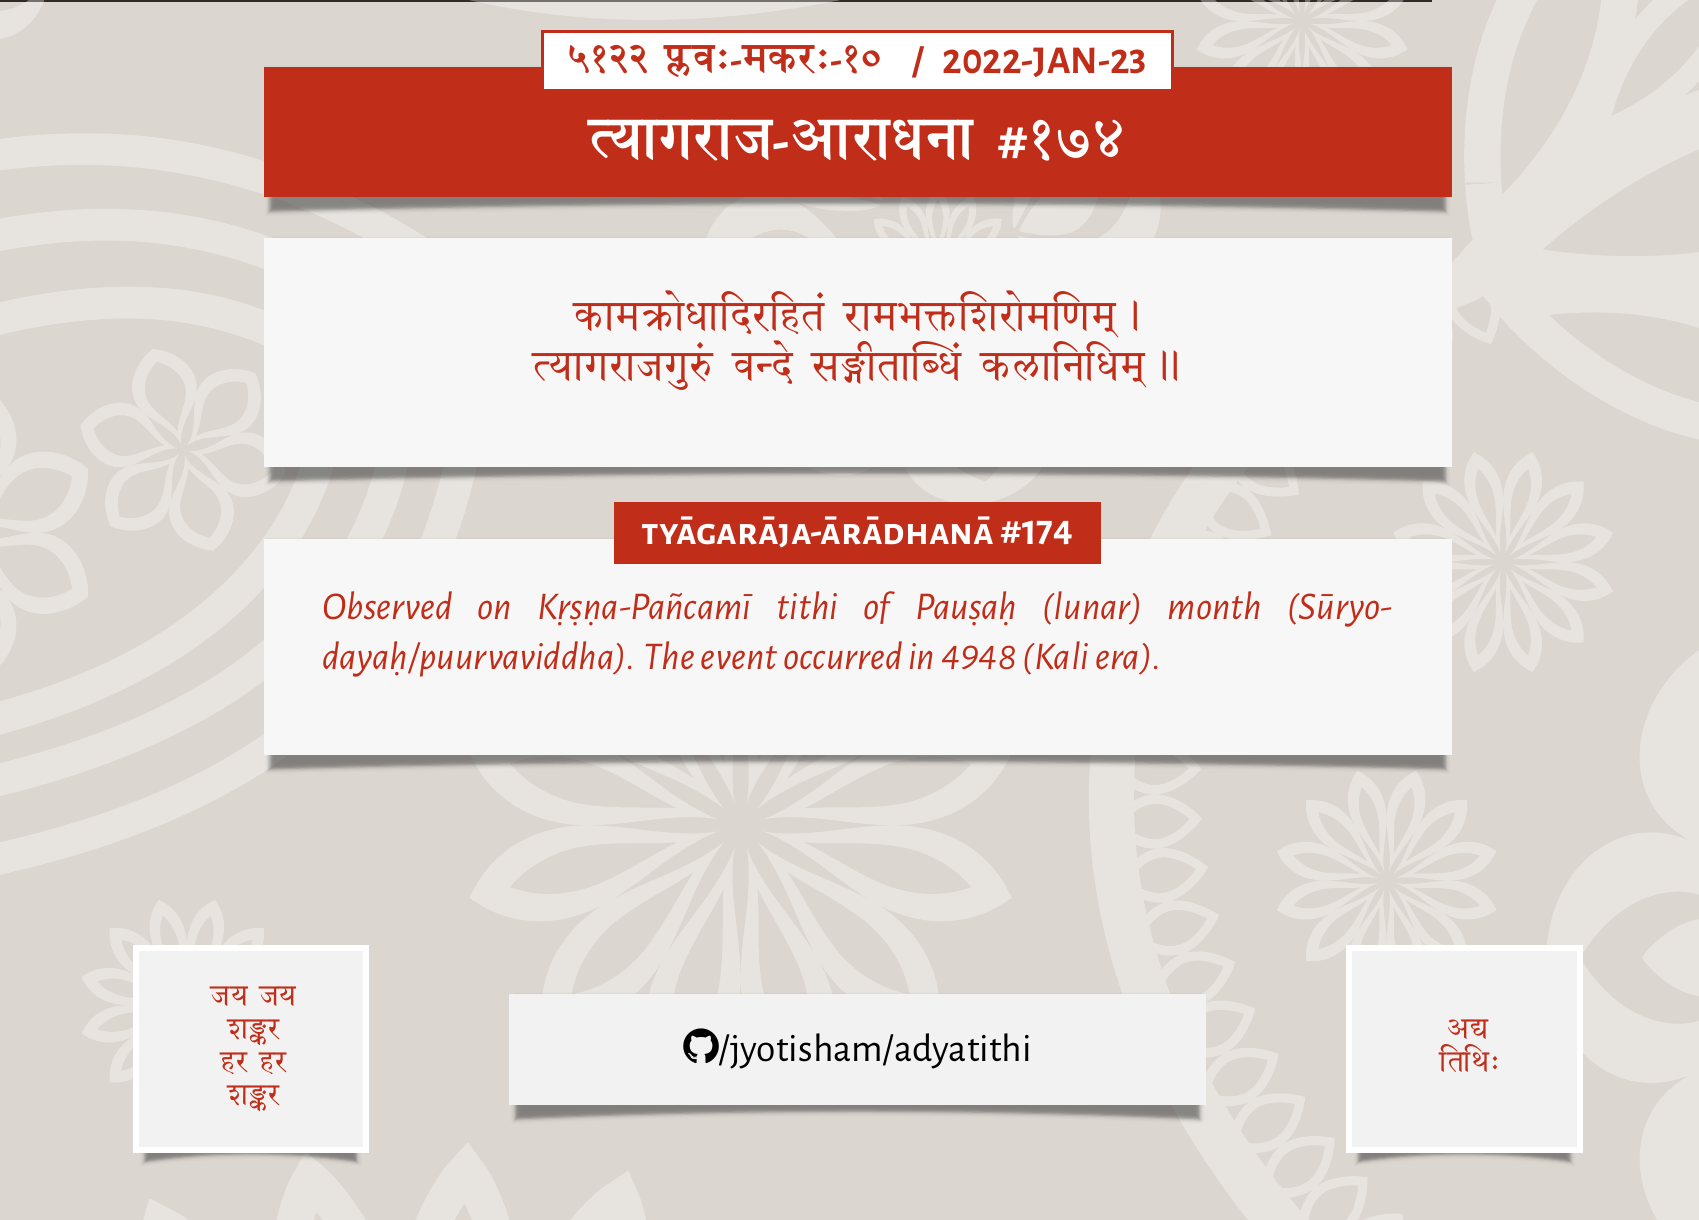 ५१२२ प्लवः-मकरः-१० / 2022-JAN-23
त्यागराज-आराधना #१७४
कामक्रोधादिरहितं रामभक्तशिरोमणिम् ।
त्यागराजगुरुं वन्दे सङ्गीताब्धिं कलानिधिम् ॥
TYĀGARĀJA-ĀRĀDHANĀ #174
Observed on Kṛṣṇa-Pañcamī tithi of Pauṣaḥ (lunar) month (Sūryo-
dayaḥ/puurvaviddha). The event occurred in 4948 (Kali era).
जय जय
शङ्कर
हर हर
शङ्कर
/jyotisham/adyatithi
अद्य
तिथिः